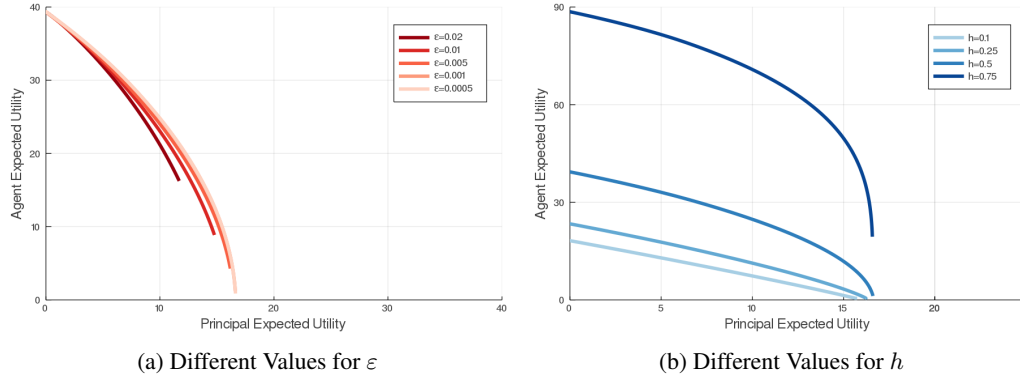 Agent Expected Utility
40
30
20
10
0
0
10
20
30
40
Principal Expected Utility
ε=0.02
ε=0.01
ε=0.005
ε=0.001
ε=0.0005
(a) Different Values for ε
Agent Expected Utility
90
60
30
0
0
5
10
15
20
Principal Expected Utility
h=0.1
h=0.25
h=0.5
h=0.75
(b) Different Values for h